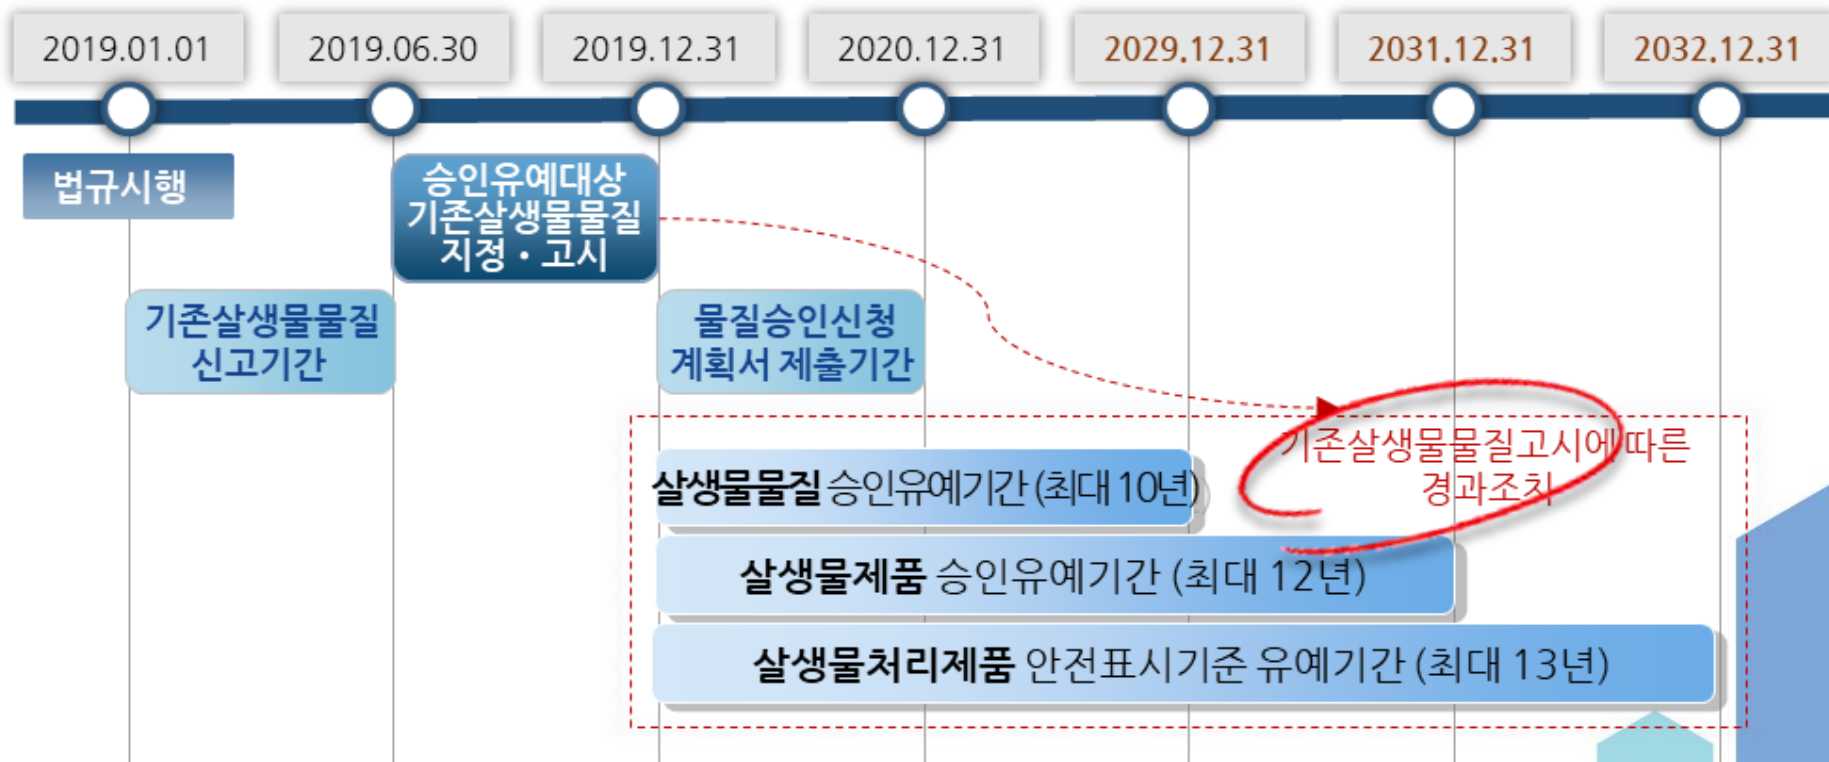 2019.01.01
2019.06.30
2019.12.31
2020.12.31
2029.12.31
2031.12.31
2032.12.31
법규시행
승인유예대상
기존살생물물질
지정・고시
기존살생물물질
신고기간
물질승인신청
계획서 제출기간
기존살생물물질고시에 따른
경과조치
살생물물질 승인유예기간 (최대 10년)
살생물제품 승인유예기간 (최대 12년)
살생물처리제품 안전표시기준 유예기간 (최대 13년)